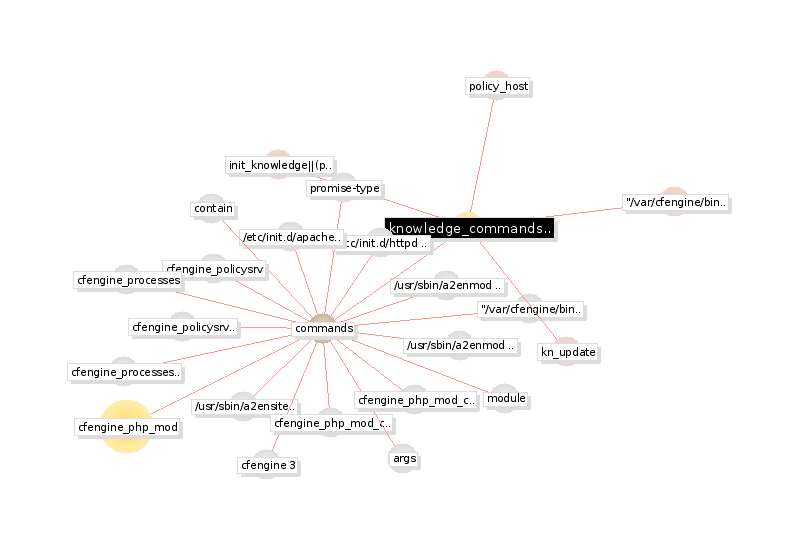 policy_host
init_knowledge||(p..
promise-type
contain
"/var/cfengine/bin..
knowledge_commands..
/etc/init.d/apache..
tc/init.d/httpd ..
cfengine_policysrv
cfengine_processes
/usr/sbin/a2enmod ..
"/var/cfengine/bin..
cfengine_policysrv..
commands
/usr/sbin/a2enmod ..
kn_update
cfengine_processes..
/usr/sbin/a2ensite..
cfengine_php_mod_c..
module
cfengine_php_mod
cfengine_php_mod_c..
cfengine 3
args